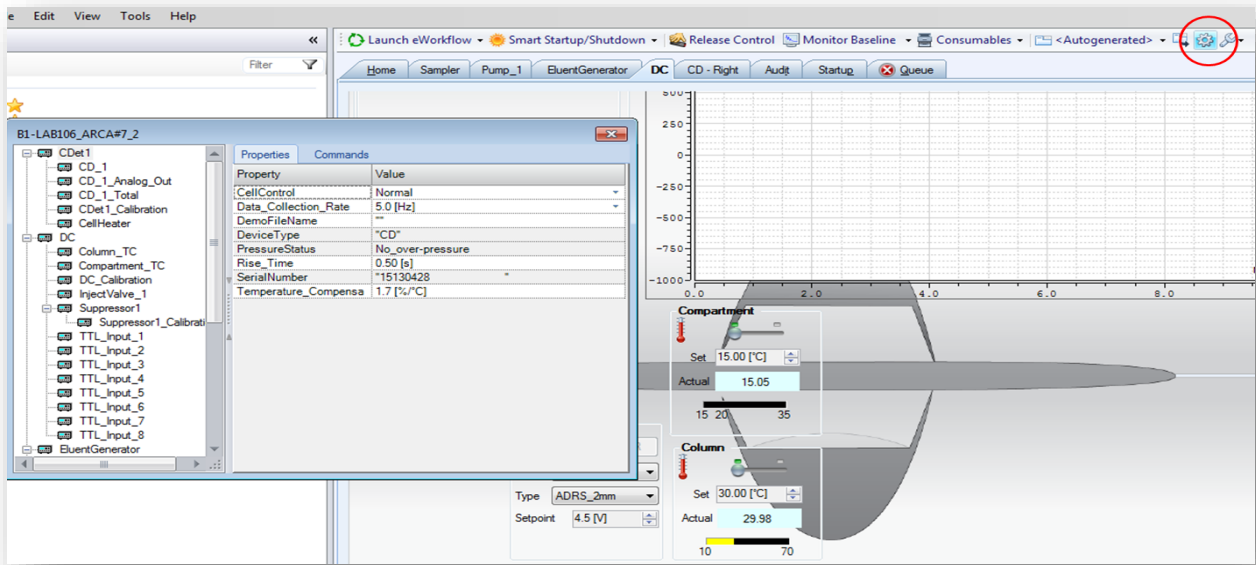 e Edit View Tools Help
«
Launch eWorkflow Smart Startup/Shutdown Release Control Monitor Baseline Consumables <Autogenerated>
Filter
Home Sampler Pump_1 EluentGenerator DC CD - Right Audit Startup Queue
500
250
0
-250
-500
-750
-1000
0.0 2.0 4.0 6.0 8.0
B1-LAB106_ARCA#7_2
CDet1
CD_1
CD_1_Analog_Out
CD_1_Total
CDet1_Calibration
CellHeater
DC
Column_TC
Compartment_TC
DC_Calibration
InjectValve_1
Suppressor1
Suppressor1_Calibrati
TTL_Input_1
TTL_Input_2
TTL_Input_3
TTL_Input_4
TTL_Input_5
TTL_Input_6
TTL_Input_7
TTL_Input_8
EluentGenerator
Properties Commands
Property Value
CellControl Normal
Data_Collection_Rate 5.0 [Hz]
DemoFileName ""
DeviceType "CD"
PressureStatus No_over-pressure
Rise_Time 0.50 [s]
SerialNumber "15130428 "
Temperature_Compensa 1.7 [%/°C]
Compartment
Set 15.00 [°C]
Actual 15.05
15 20 35
Column
Set 30.00 [°C]
Actual 29.98
10 70
Type ADRS_2mm
Setpoint 4.5 [V]